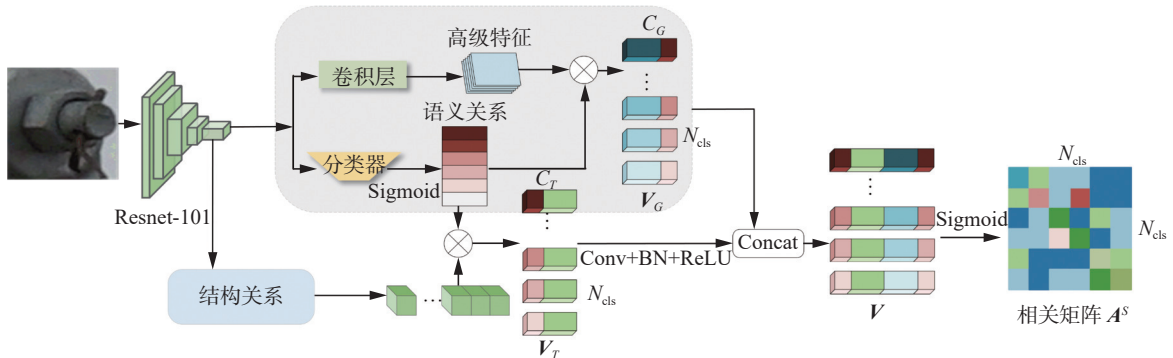 C_G
高级特征
卷积层
…
语义关系
N_cls
分类器
Sigmoid
C_T
V_G
Resnet-101
…
N_cls
…
Sigmoid
N_cls
Concat
Conv+BN+ReLU
结构关系
…
N_cls
V
相关矩阵 A^S
V_T